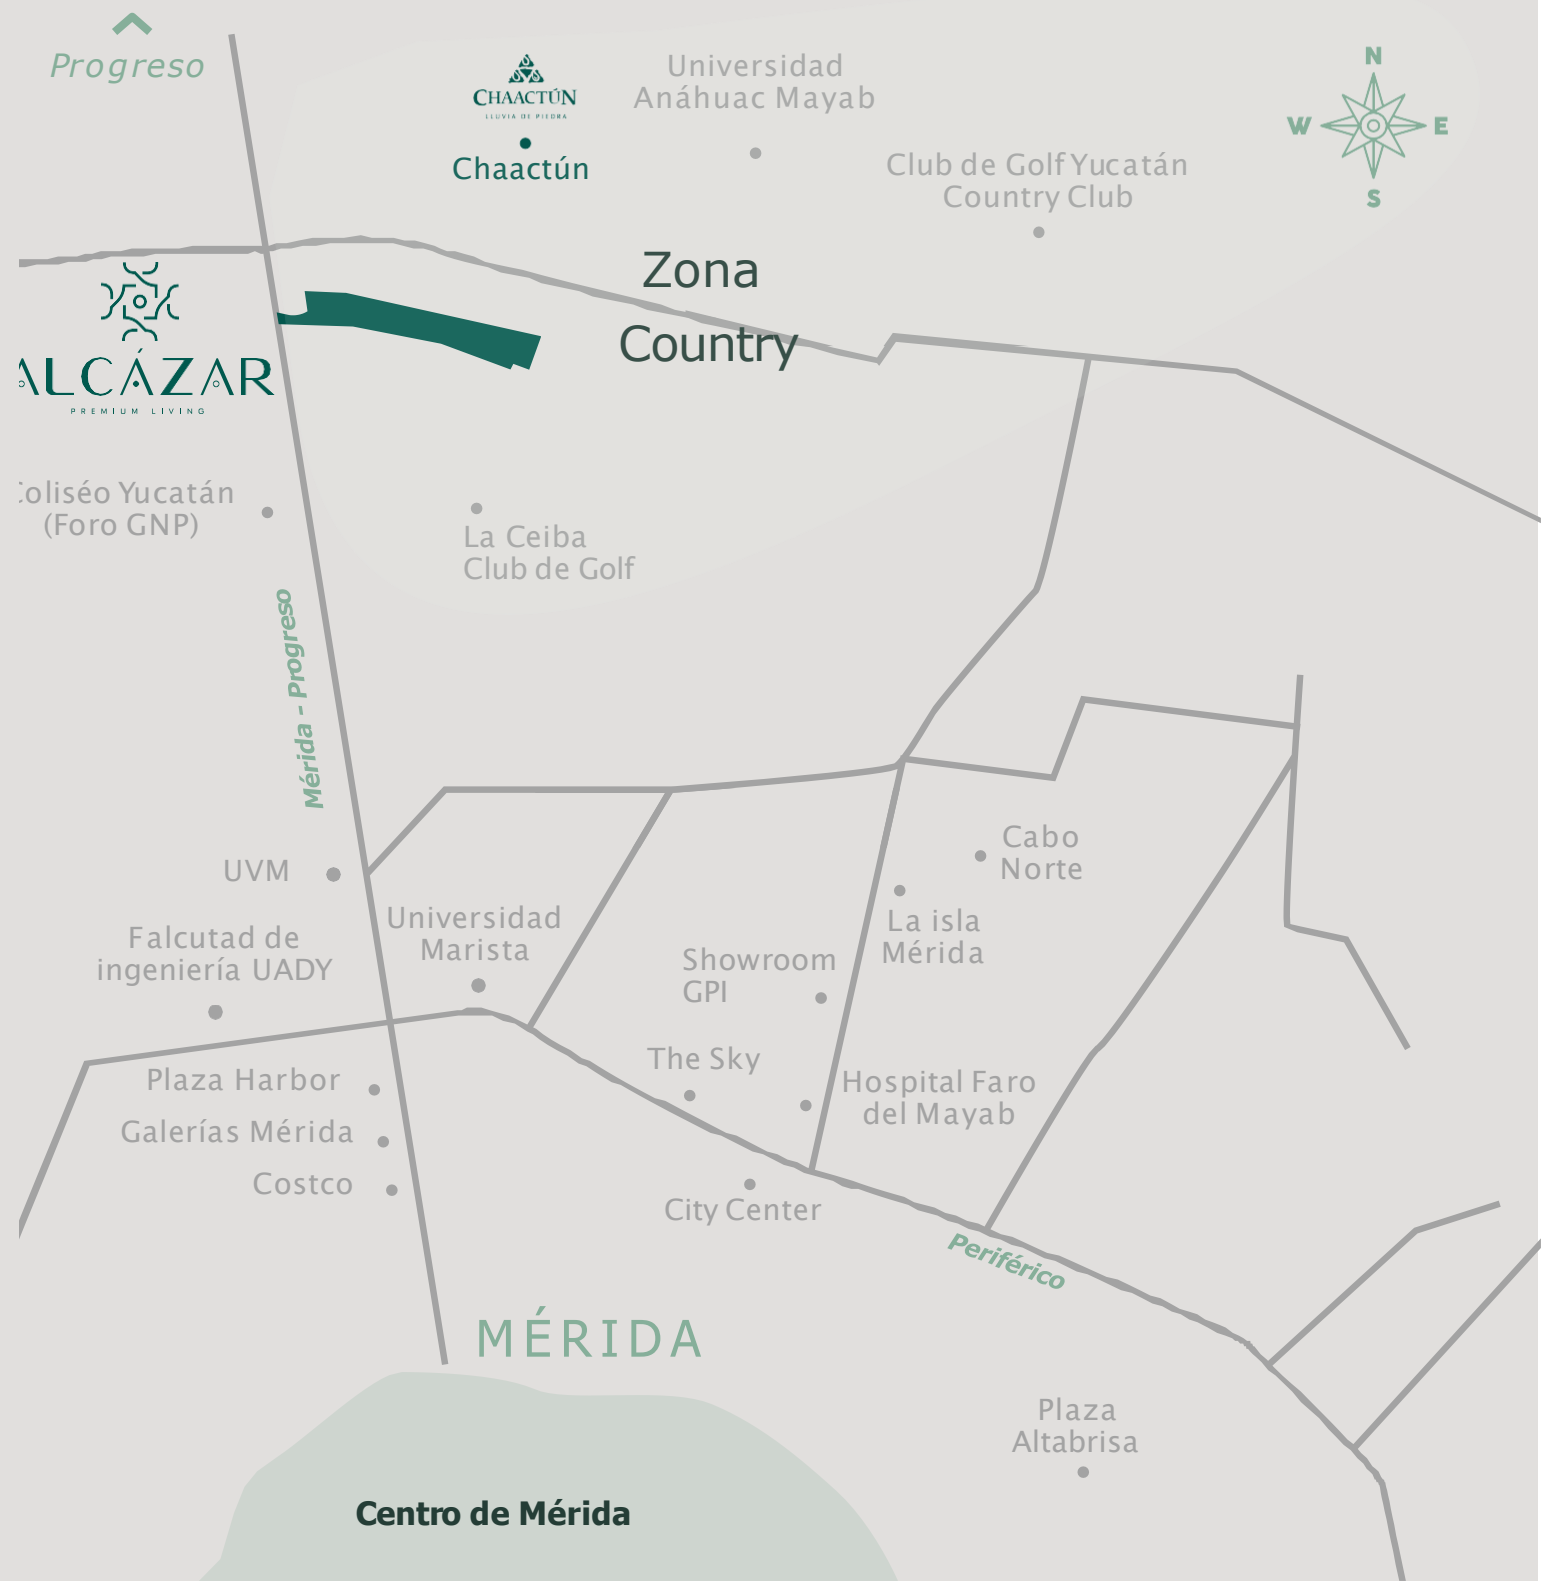 Progreso
CHAACTÚN
LLUVIA DE PIEDRA
Chaactún
Universidad
Anáhuac Mayab
Club de Golf Yucatán
Country Club
N
W
E
S
Zona
Country
ALCÁZAR
PREMIUM LIVING
Coliséo Yucatán
(Foro GNP)
La Ceiba
Club de Golf
Mérida - Progreso
UVM
Falcutad de
ingeniería UADY
Universidad
Marista
Cabo
Norte
La isla
Mérida
Showroom
GPI
The Sky
Hospital Faro
del Mayab
Plaza Harbor
Galerías Mérida
Costco
City Center
Periférico
MÉRIDA
Plaza
Altabrisa
Centro de Mérida